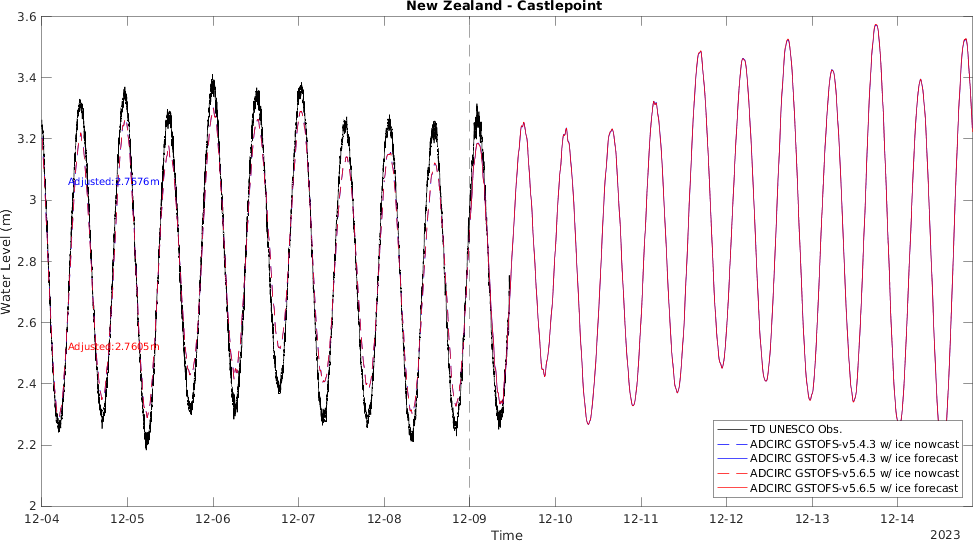 New Zealand - Castlepoint
3.6
3.4
3.2
3
2.8
2.6
2.4
2.2
2
Water Level (m)
Adjusted:2.7676m
Adjusted:2.7605m
TD UNESCO Obs.
ADCIRC GSTOFS-v5.4.3 w/ ice nowcast
ADCIRC GSTOFS-v5.4.3 w/ ice forecast
ADCIRC GSTOFS-v5.6.5 w/ ice nowcast
ADCIRC GSTOFS-v5.6.5 w/ ice forecast
12-04 12-05 12-06 12-07 12-08 12-09 12-10 12-11 12-12 12-13 12-14
Time
2023